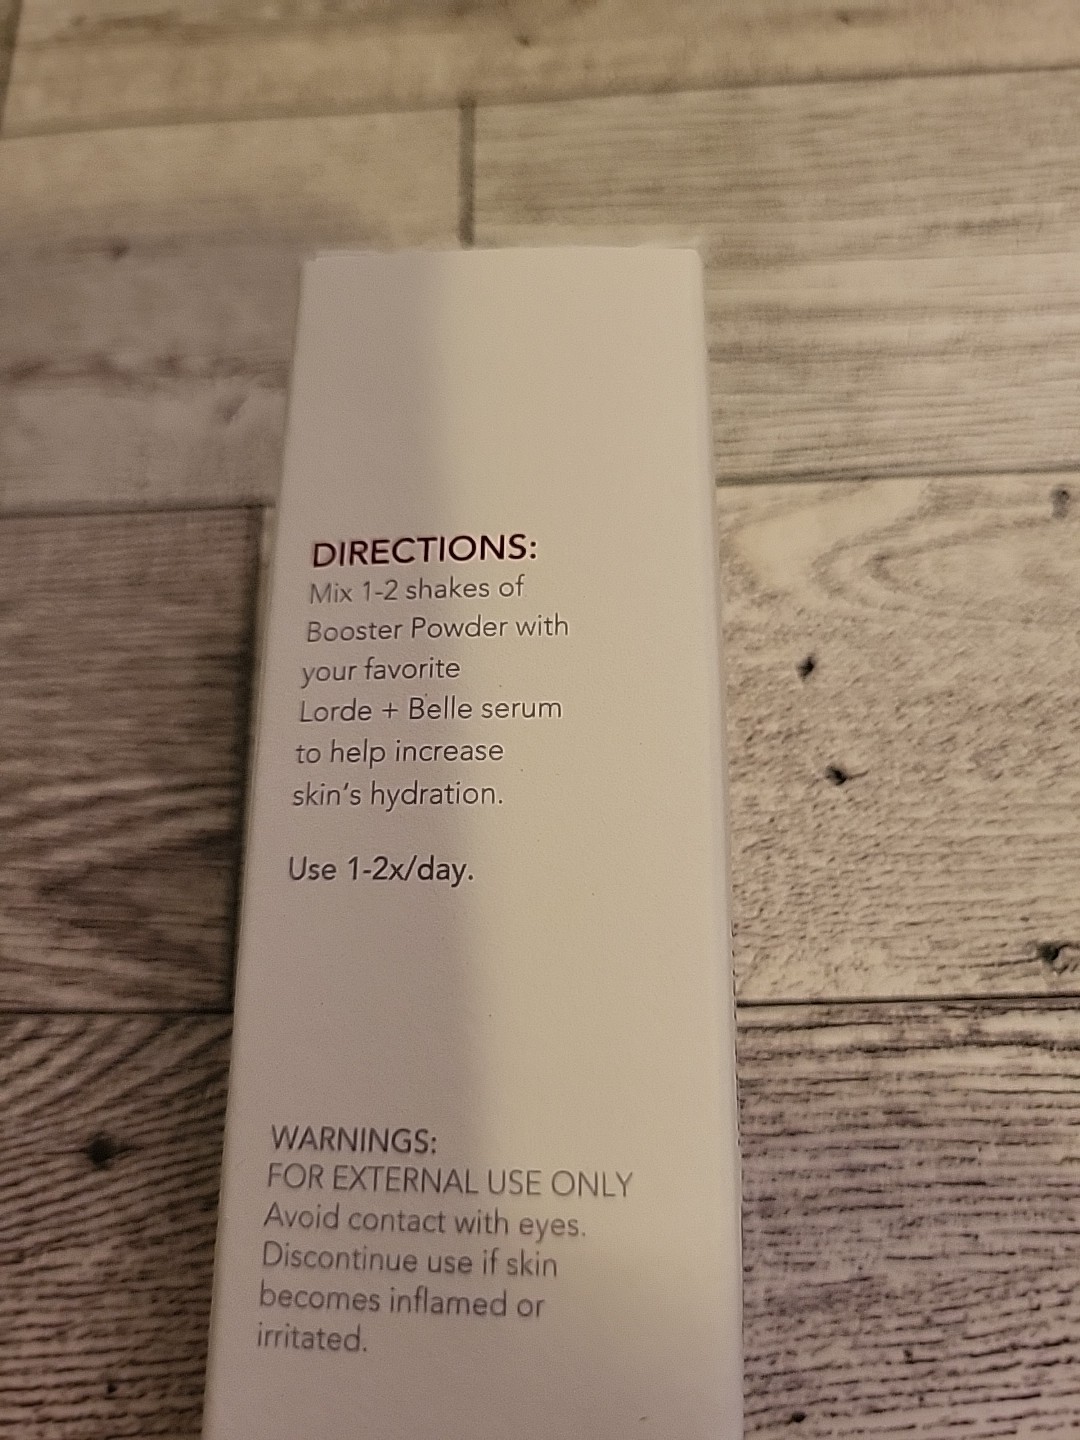 DIRECTIONS:
Mix 1-2 shakes of
Booster Powder with
your favorite
Lorde + Belle serum
to help increase
skin's hydration.
Use 1-2x/day.
WARNINGS:
FOR EXTERNAL USE ONLY
Avoid contact with eyes.
Discontinue use if skin
becomes inflamed or
irritated.